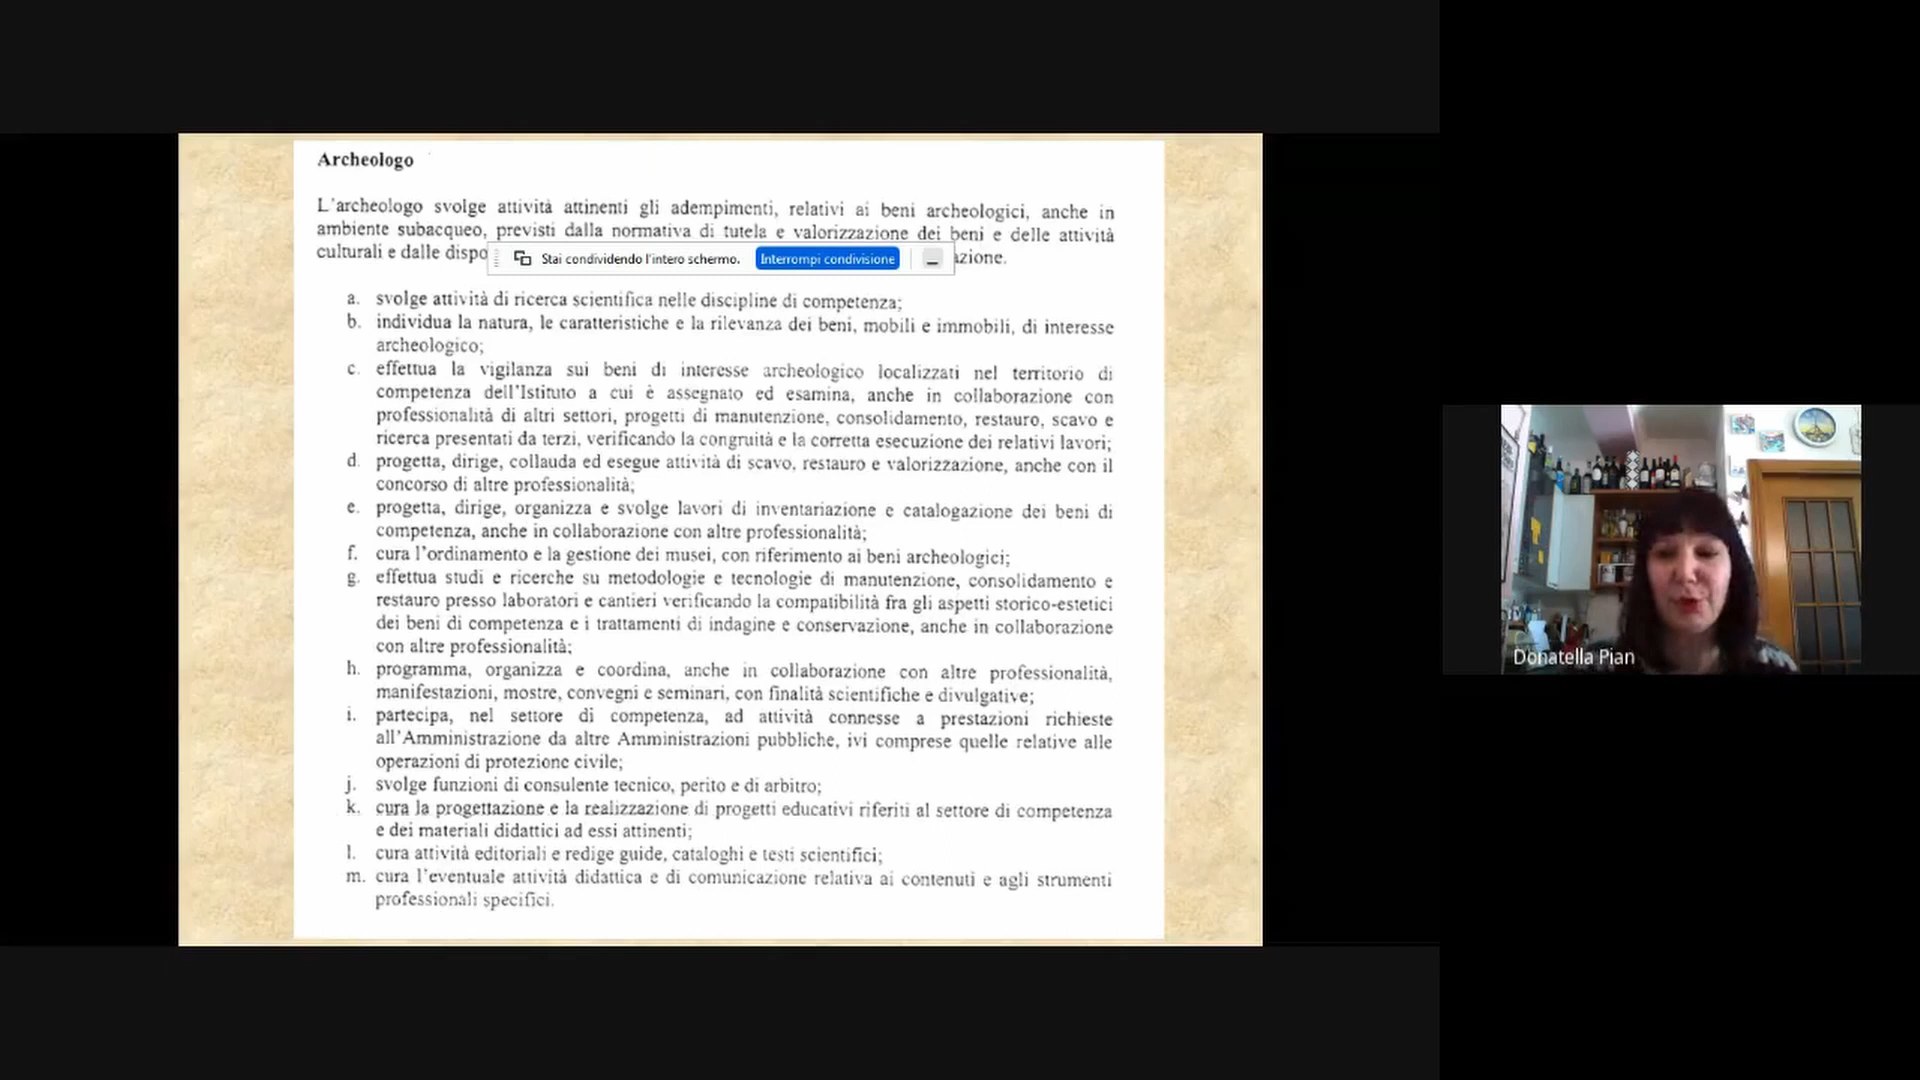 Archeologo
L'archeologo svolge attività attinenti gli adempimenti, relativi ai beni archeologici, anche in
ambiente subacqueo, previsti dalla normativa di tutela e valorizzazione dei beni e delle attività
culturali e dalle
Stai condividendo l'intero schermo.
Interrompi condivisione
a. svolge attività di ricerca scientifica nelle discipline di competenza;
b. individua la natura, le caratteristiche e la rilevanza dei beni, mobili e immobili, di interesse
archeologico;
c. effettua la vigilanza sui beni di interesse archeologico localizzati nel territorio di
competenza dell'Istituto a cui è assegnato ed esamina, anche in collaborazione con
professionalità di altri settori, progetti di manutenzione, consolidamento, restauro, scavo e
ricerca presentati da terzi, verificando la congruità e la corretta esecuzione dei relativi lavori;
d. progetta, dirige, collauda ed esegue attività di scavo, restauro e valorizzazione, anche con il
concorso di altre professionalità;
e. progetta, dirige, organizza e svolge lavori di inventariazione e catalogazione dei beni di
competenza, anche in collaborazione con altre professionalità;
f. cura l'ordinamento e la gestione dei musei, con riferimento ai beni archeologici;
g. effettua studi e ricerche su metodologie e tecnologie di manutenzione, consolidamento e
restauro presso laboratori e cantieri verificando la compatibilità fra gli aspetti storico-estetici
dei beni di competenza e i trattamenti di indagine e conservazione, anche in collaborazione
con altre professionalità;
h. programma, organizza e coordina, anche in collaborazione con altre professionalità,
manifestazioni, mostre, convegni e seminari, con finalità scientifiche e divulgative;
i. partecipa, nel settore di competenza, ad attività connesse a prestazioni richieste
all'Amministrazione da altre Amministrazioni pubbliche, ivi comprese quelle relative alle
operazioni di protezione civile;
j. svolge funzioni di consulente tecnico, perito e di arbitro;
k. cura la progettazione e la realizzazione di progetti educativi riferiti al settore di competenza
e dei materiali didattici ad essi attinenti;
l. cura attività editoriali e redige guide, cataloghi e testi scientifici;
m. cura l'eventuale attività didattica e di comunicazione relativa ai contenuti e agli strumenti
professionali specifici.
Donatella Pian